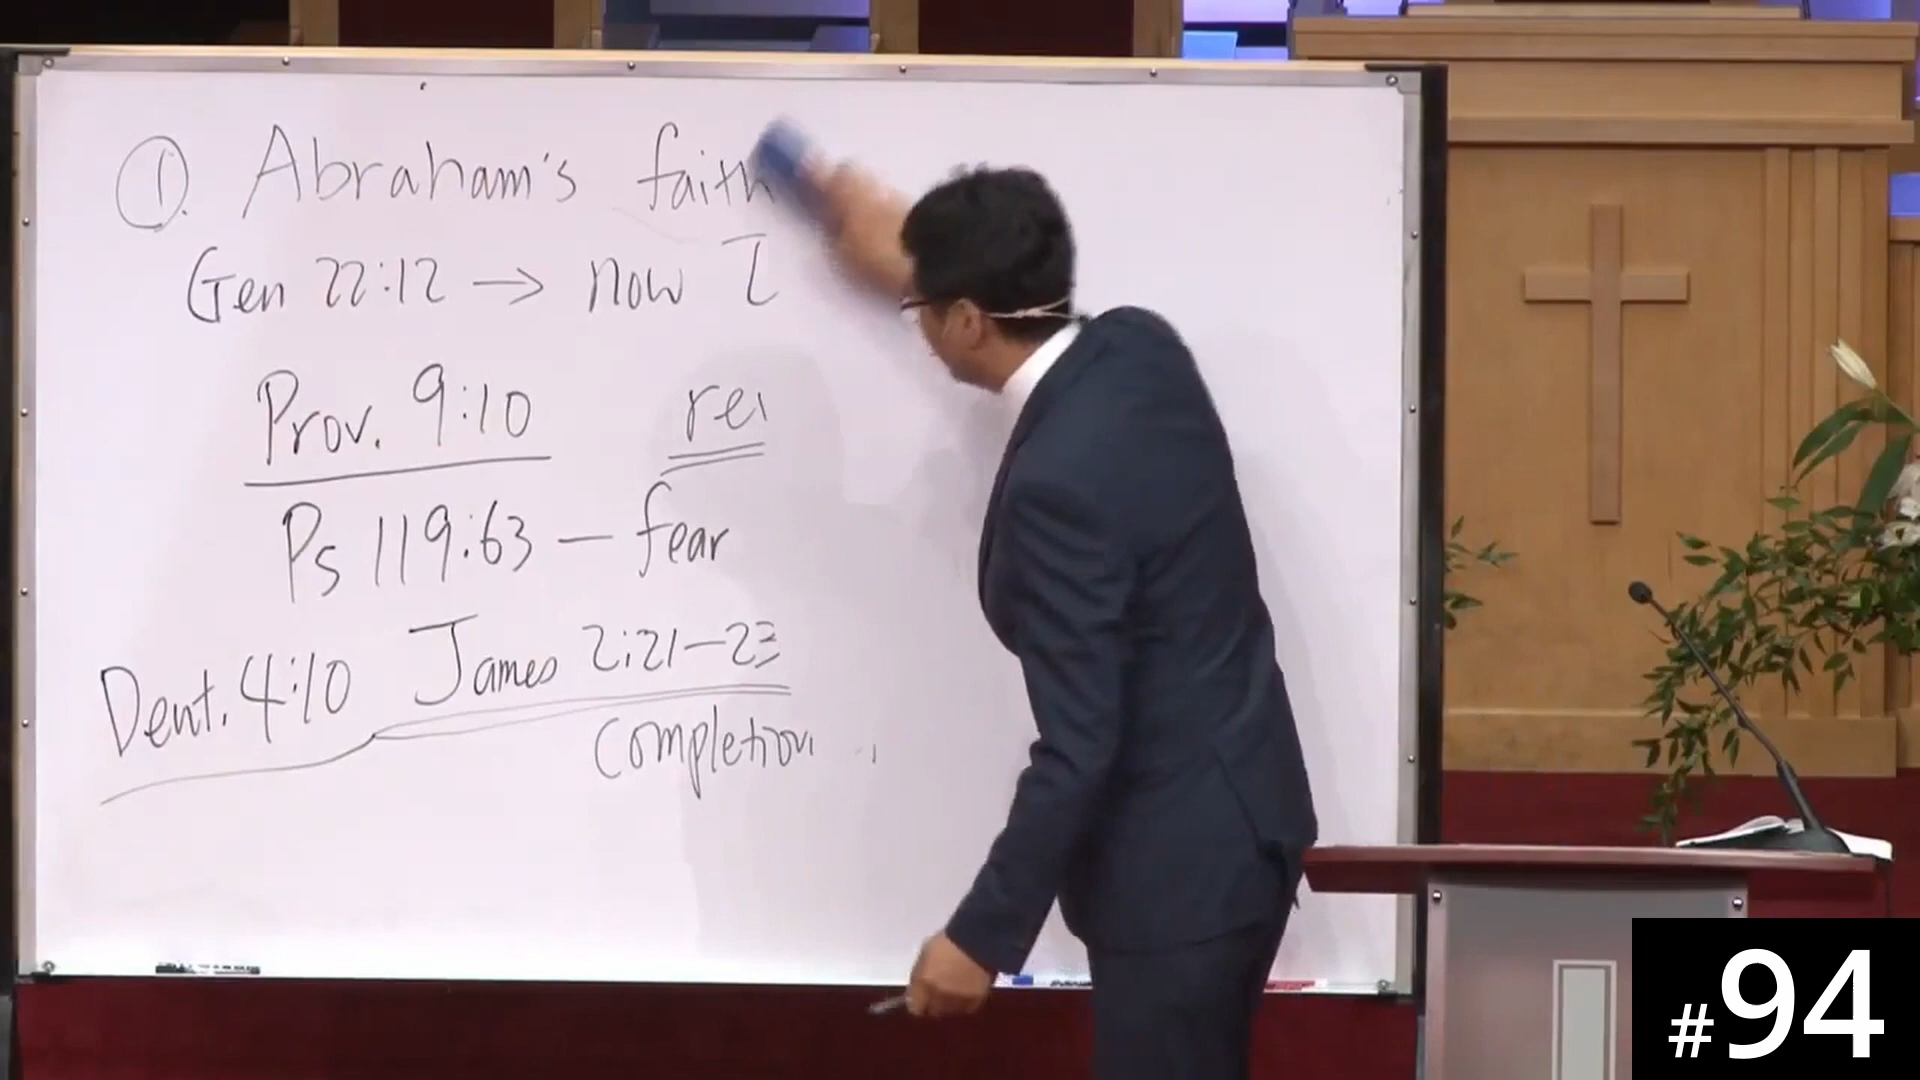 ①. Abraham's faith
Gen 22:12 → now I
Prov. 9:10
Ps 119:63 — fear
Deut. 4:10 James 2:21-23
completion
#94